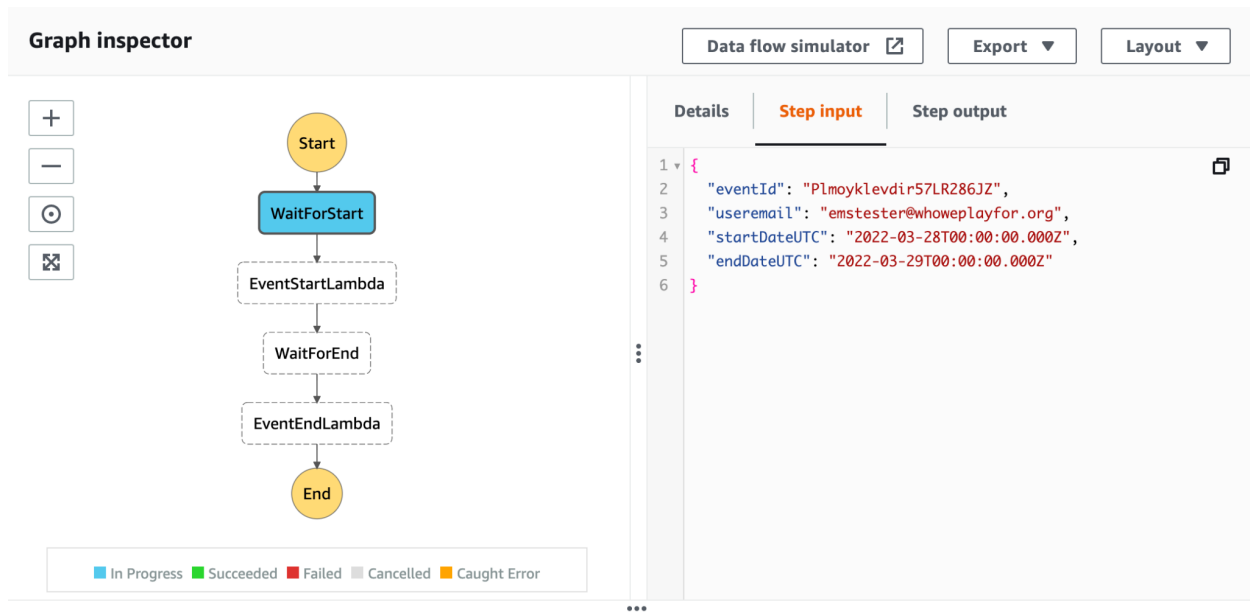 Graph inspector
Data flow simulator
Export
Layout
Start
WaitForStart
EventStartLambda
WaitForEnd
EventEndLambda
End
In Progress Succeeded Failed Cancelled Caught Error
Details Step input Step output
1 {
2 "eventId": "Plmoyklevdir57LR286JZ",
3 "useremail": "emstester@whoweplayfor.org",
4 "startDateUTC": "2022-03-28T00:00:00.000Z",
5 "endDateUTC": "2022-03-29T00:00:00.000Z"
6 }